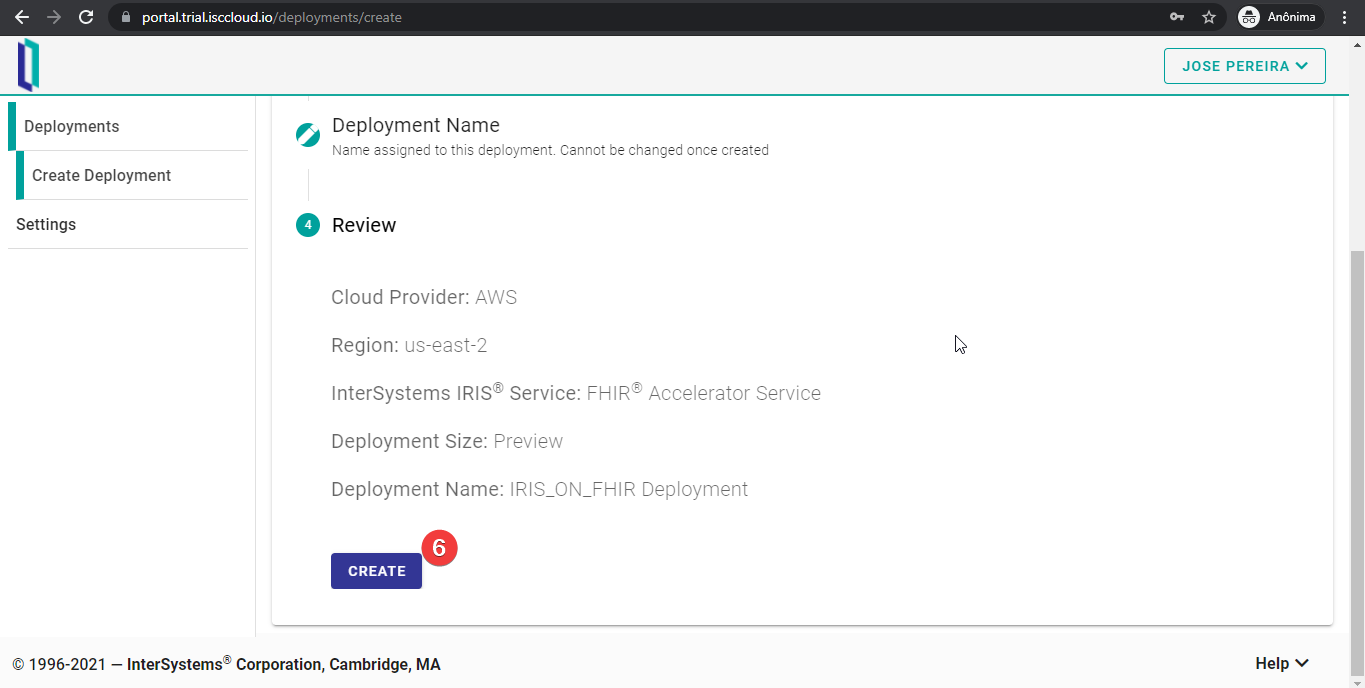 portal.trial.isccloud.io/deployments/create
Anônima
JOSE PEREIRA
Deployments
Create Deployment
Settings
Deployment Name
Name assigned to this deployment. Cannot be changed once created
4 Review
Cloud Provider: AWS
Region: us-east-2
InterSystems IRIS® Service: FHIR® Accelerator Service
Deployment Size: Preview
Deployment Name: IRIS_ON_FHIR Deployment
6
CREATE
© 1996-2021 — InterSystems® Corporation, Cambridge, MA
Help